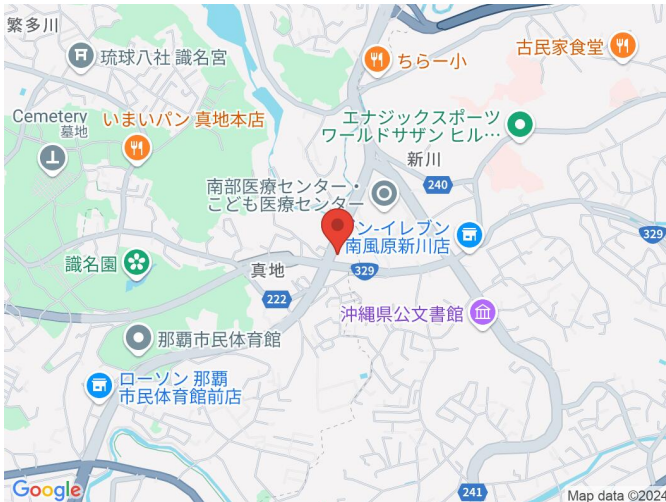 繁多川
琉球八社 識名宮
ちらー小
古民家食堂
Cemetery
墓地
いまいパン 真地本店
エナジックスポーツ
ワールドサザン ヒル…
新川
240
南部医療センター・
こども医療センター
ン-イレブン
南風原新川店
329
識名園
真地
329
222
沖縄県公文書館
那覇市民体育館
ローソン 那覇
市民体育館前店
241
Google
Map data ©2024